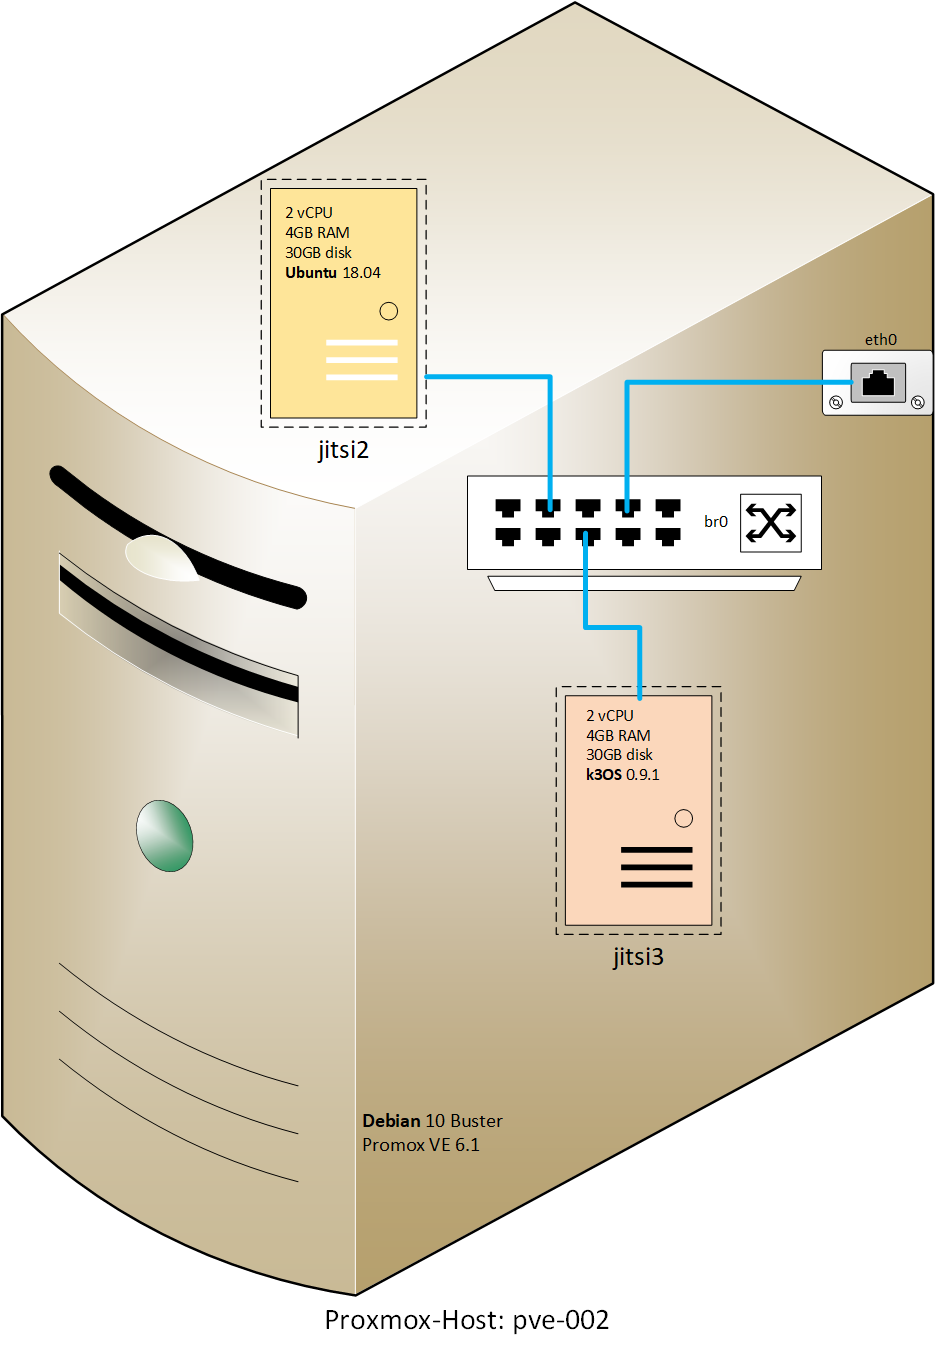 2 vCPU
4GB RAM
30GB disk
Ubuntu 18.04
jitsi2
eth0
br0
2 vCPU
4GB RAM
30GB disk
k3OS 0.9.1
jitsi3
Debian 10 Buster
Promox VE 6.1
Proxmox-Host: pve-002